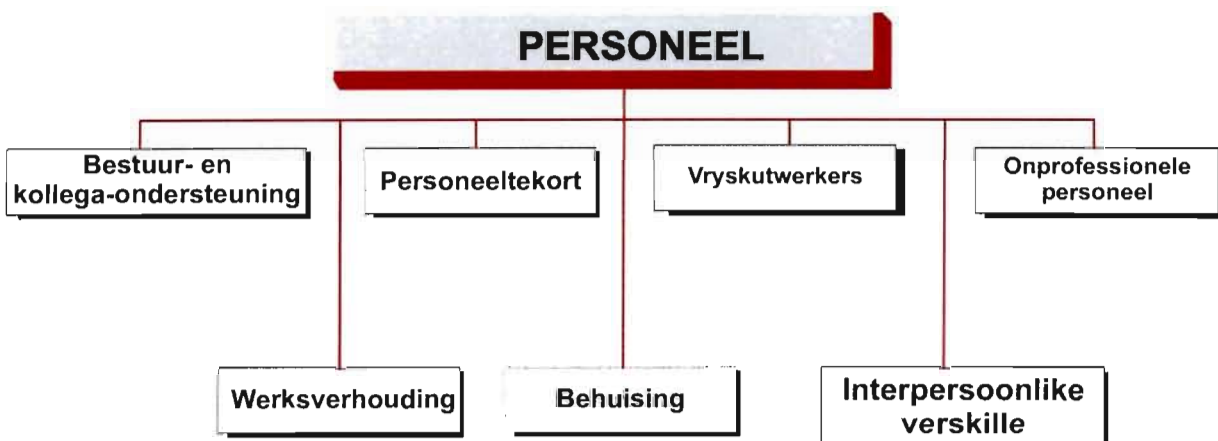 PERSONEEL
Bestuur- en
kollega-ondersteuning
Personeeltekort
Vryskutwerkers
Onprofessionele
personeel
Werksverhouding
Behuising
Interpersoonlike
verskille